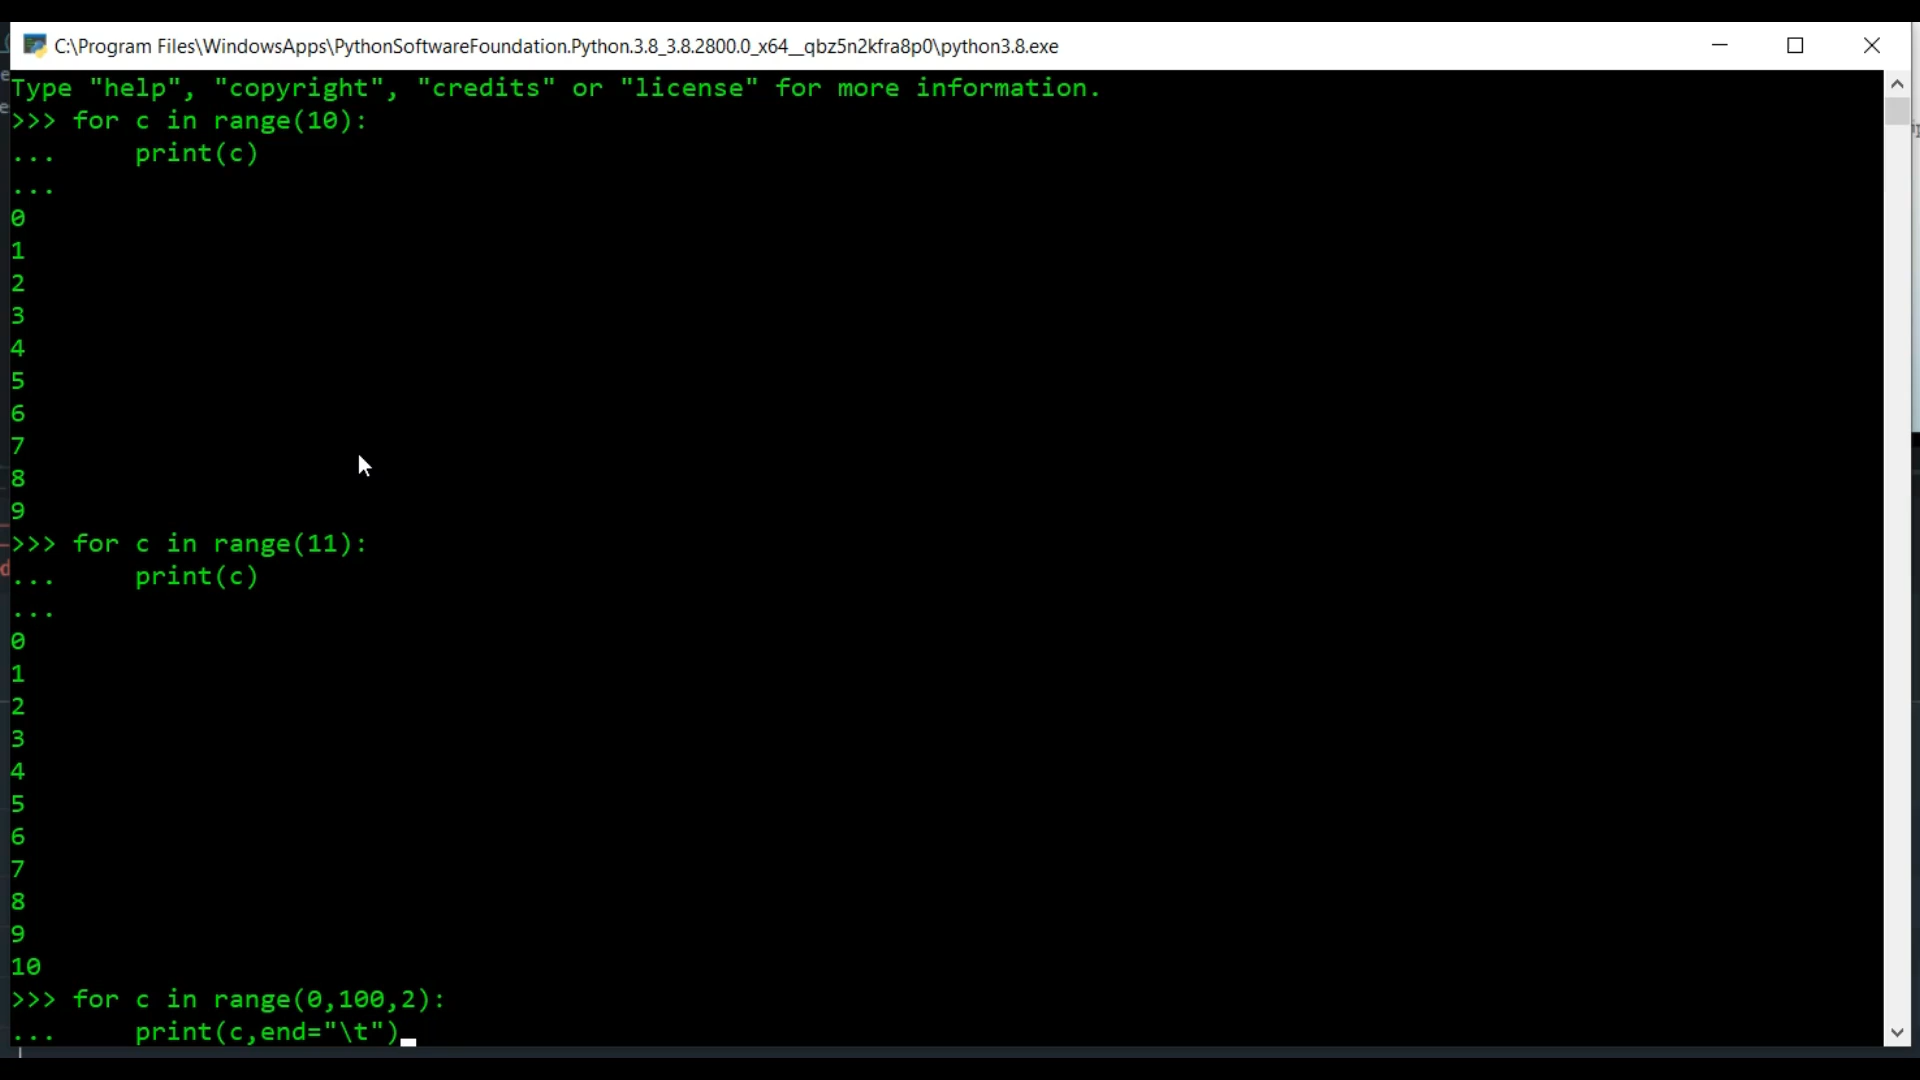 C:\Program Files\WindowsApps\PythonSoftwareFoundation.Python.3.8_3.8.2800.0_x64__qbz5n2kfra8p0\python3.8.exe
Type "help", "copyright", "credits" or "license" for more information.
>>> for c in range(10):
...     print(c)
...
0
1
2
3
4
5
6
7
8
9
>>> for c in range(11):
...     print(c)
...
0
1
2
3
4
5
6
7
8
9
10
>>> for c in range(0,100,2):
...     print(c,end="\t")